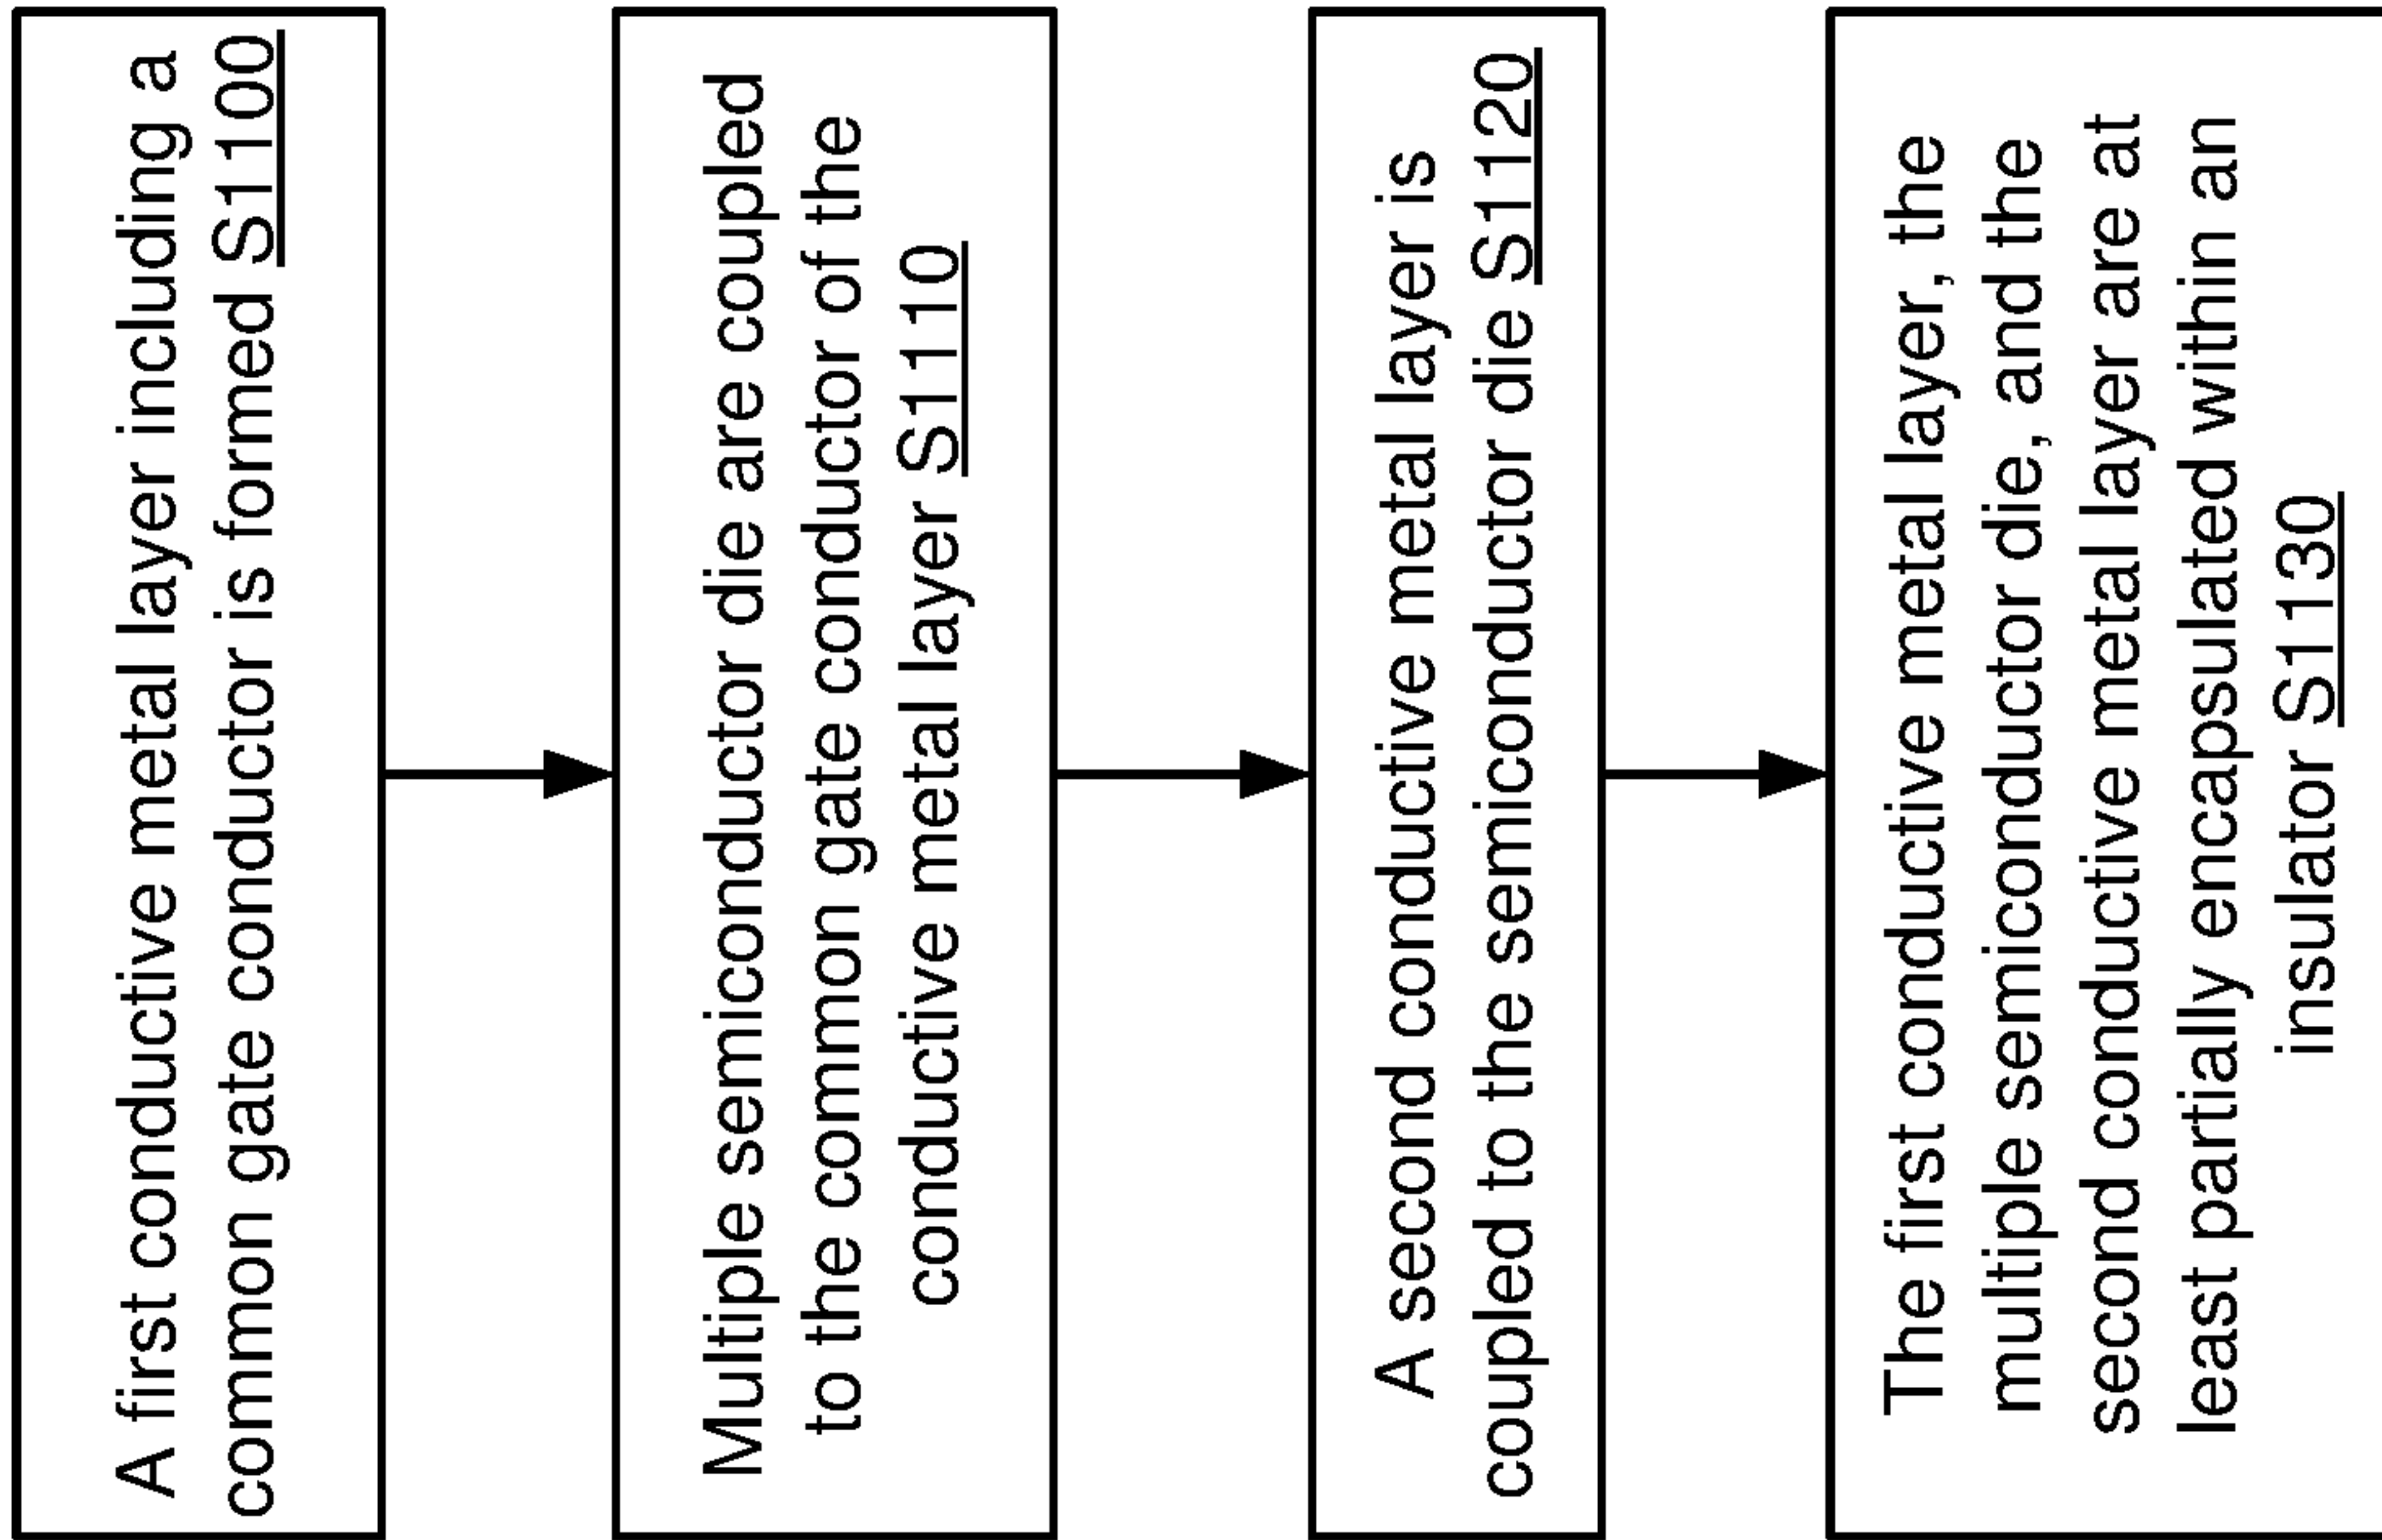 A first conductive metal layer including a
common gate conductor is formed S1100
Multiple semiconductor die are coupled
to the common gate conductor of the
conductive metal layer S1110
A second conductive metal layer is
coupled to the semiconductor die S1120
The first conductive metal layer, the
multiple semiconductor die, and the
second conductive metal layer are at
least partially encapsulated within an
insulator S1130